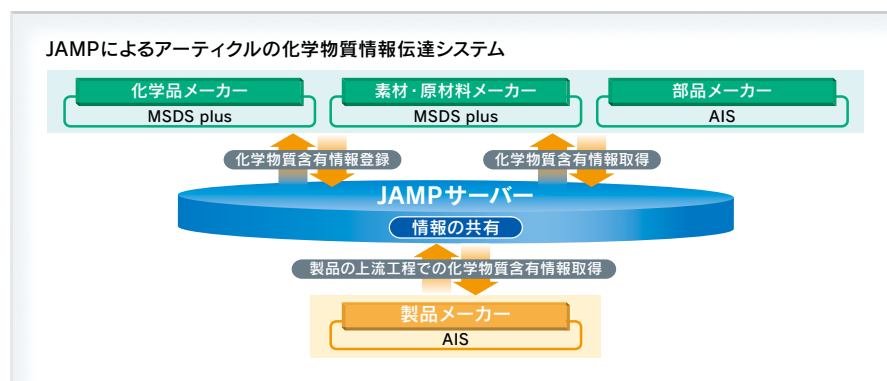 JAMPによるアーティクルの化学物質情報伝達システム
化学品メーカー
MSDS plus
素材・原材料メーカー
MSDS plus
部品メーカー
AIS
化学物質含有情報登録
化学物質含有情報取得
JAMPサーバー
情報の共有
製品の上流工程での化学物質含有情報取得
製品メーカー
AIS